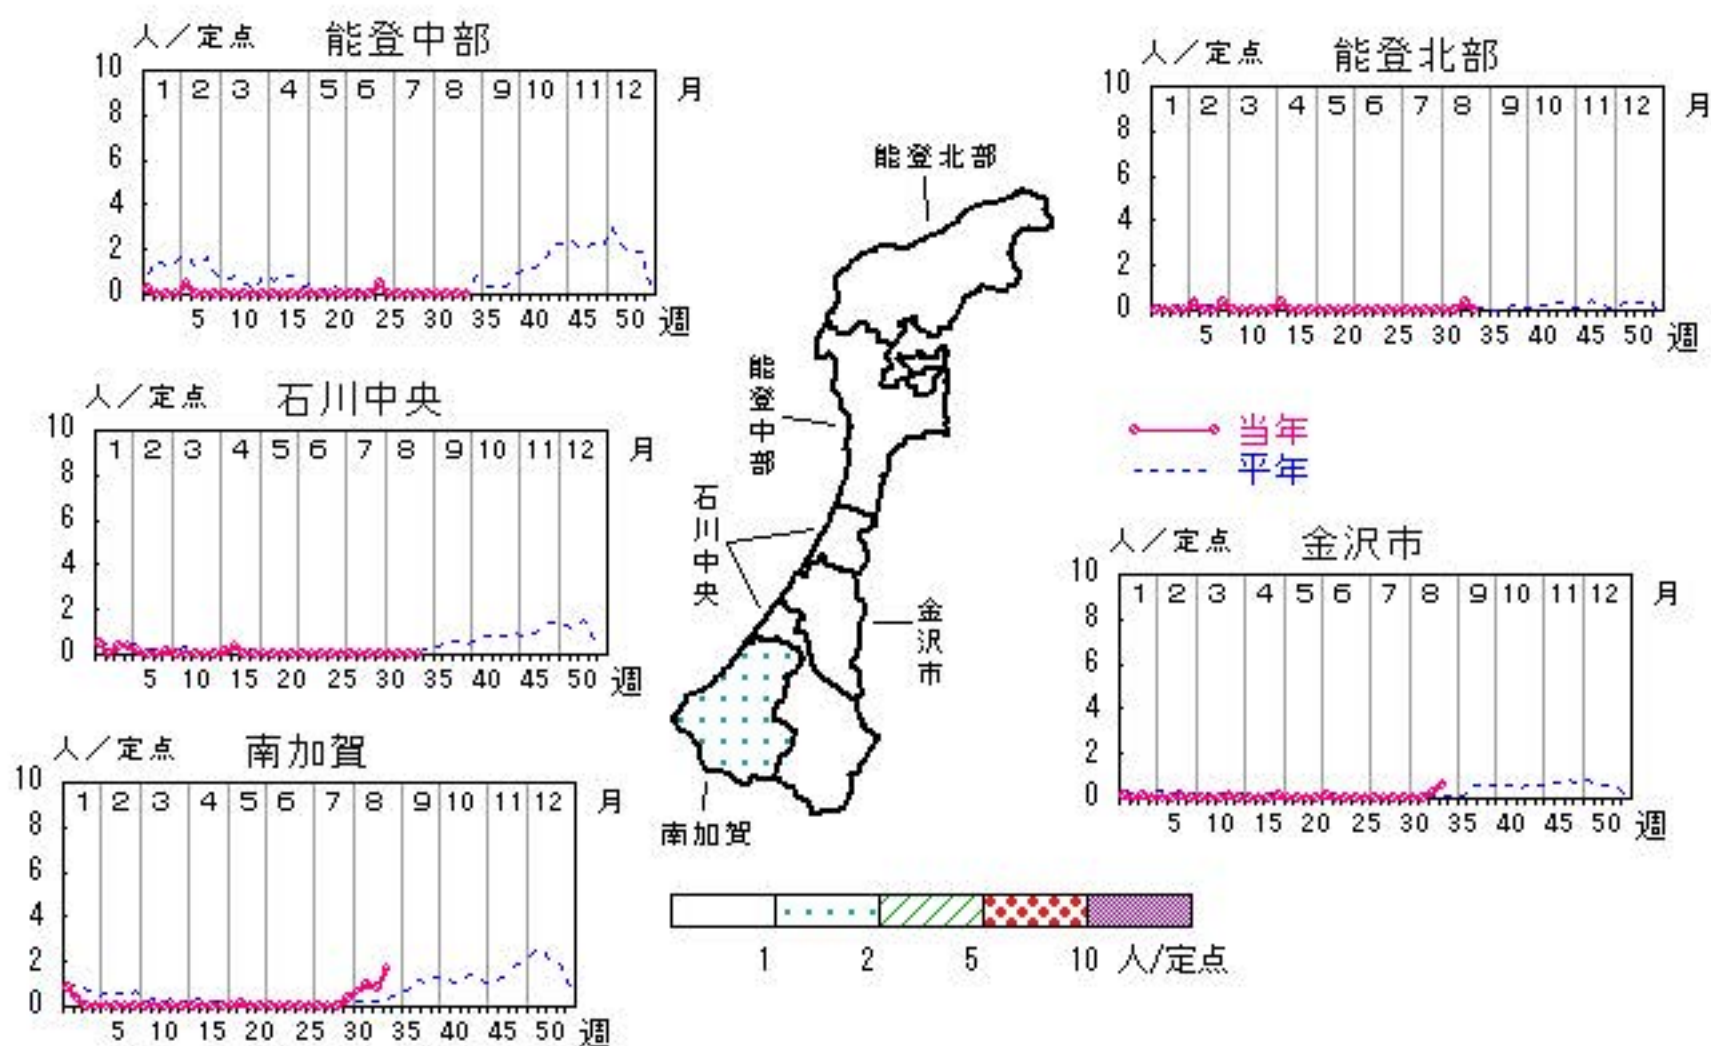 人／定点 能登中部
10 8 6 4 2 0
1 2 3 4 5 6 7 8 9 10 11 12 月
5 10 15 20 25 30 35 40 45 50 週
人／定点 能登北部
10 8 6 4 2 0
1 2 3 4 5 6 7 8 9 10 11 12 月
5 10 15 20 25 30 35 40 45 50 週
能登北部
能登中部
石川中央
金沢市
南加賀
人／定点 石川中央
10 8 6 4 2 0
1 2 3 4 5 6 7 8 9 10 11 12 月
5 10 15 20 25 30 35 40 45 50 週
当年
平年
人／定点 金沢市
10 8 6 4 2 0
1 2 3 4 5 6 7 8 9 10 11 12 月
5 10 15 20 25 30 35 40 45 50 週
人／定点 南加賀
10 8 6 4 2 0
1 2 3 4 5 6 7 8 9 10 11 12 月
5 10 15 20 25 30 35 40 45 50 週
1 2 5 10 人/定点